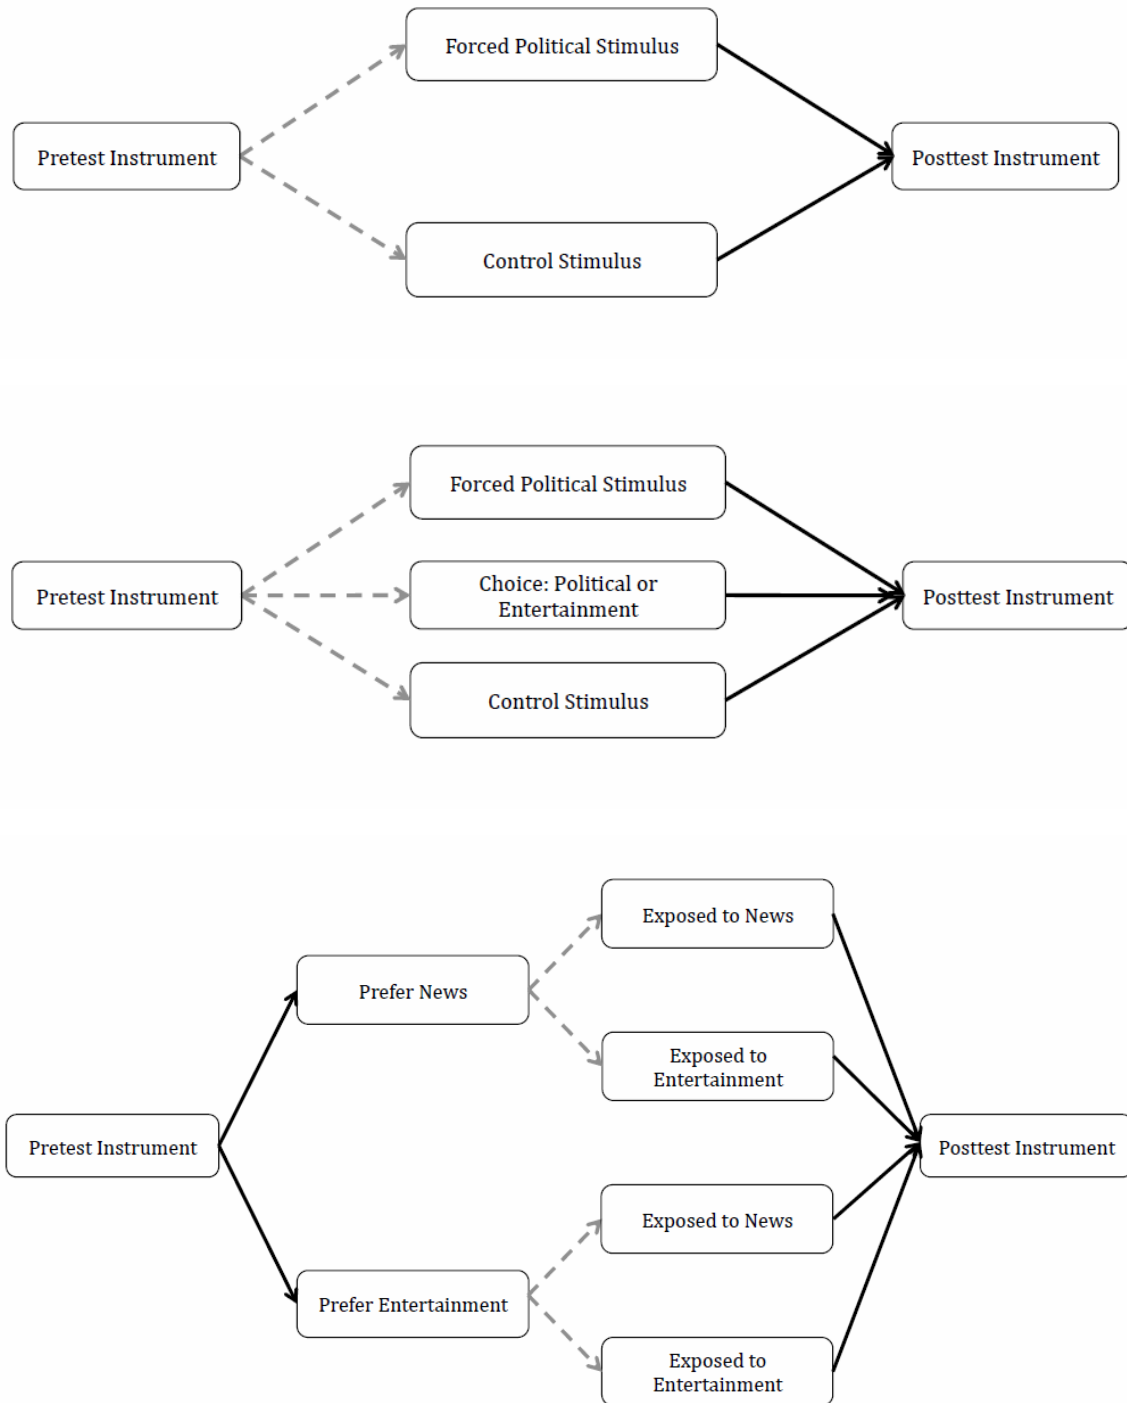 Forced Political Stimulus
Pretest Instrument
Posttest Instrument
Control Stimulus
Forced Political Stimulus
Pretest Instrument
Choice: Political or
Entertainment
Posttest Instrument
Control Stimulus
Exposed to News
Prefer News
Exposed to
Entertainment
Pretest Instrument
Posttest Instrument
Exposed to News
Prefer Entertainment
Exposed to
Entertainment